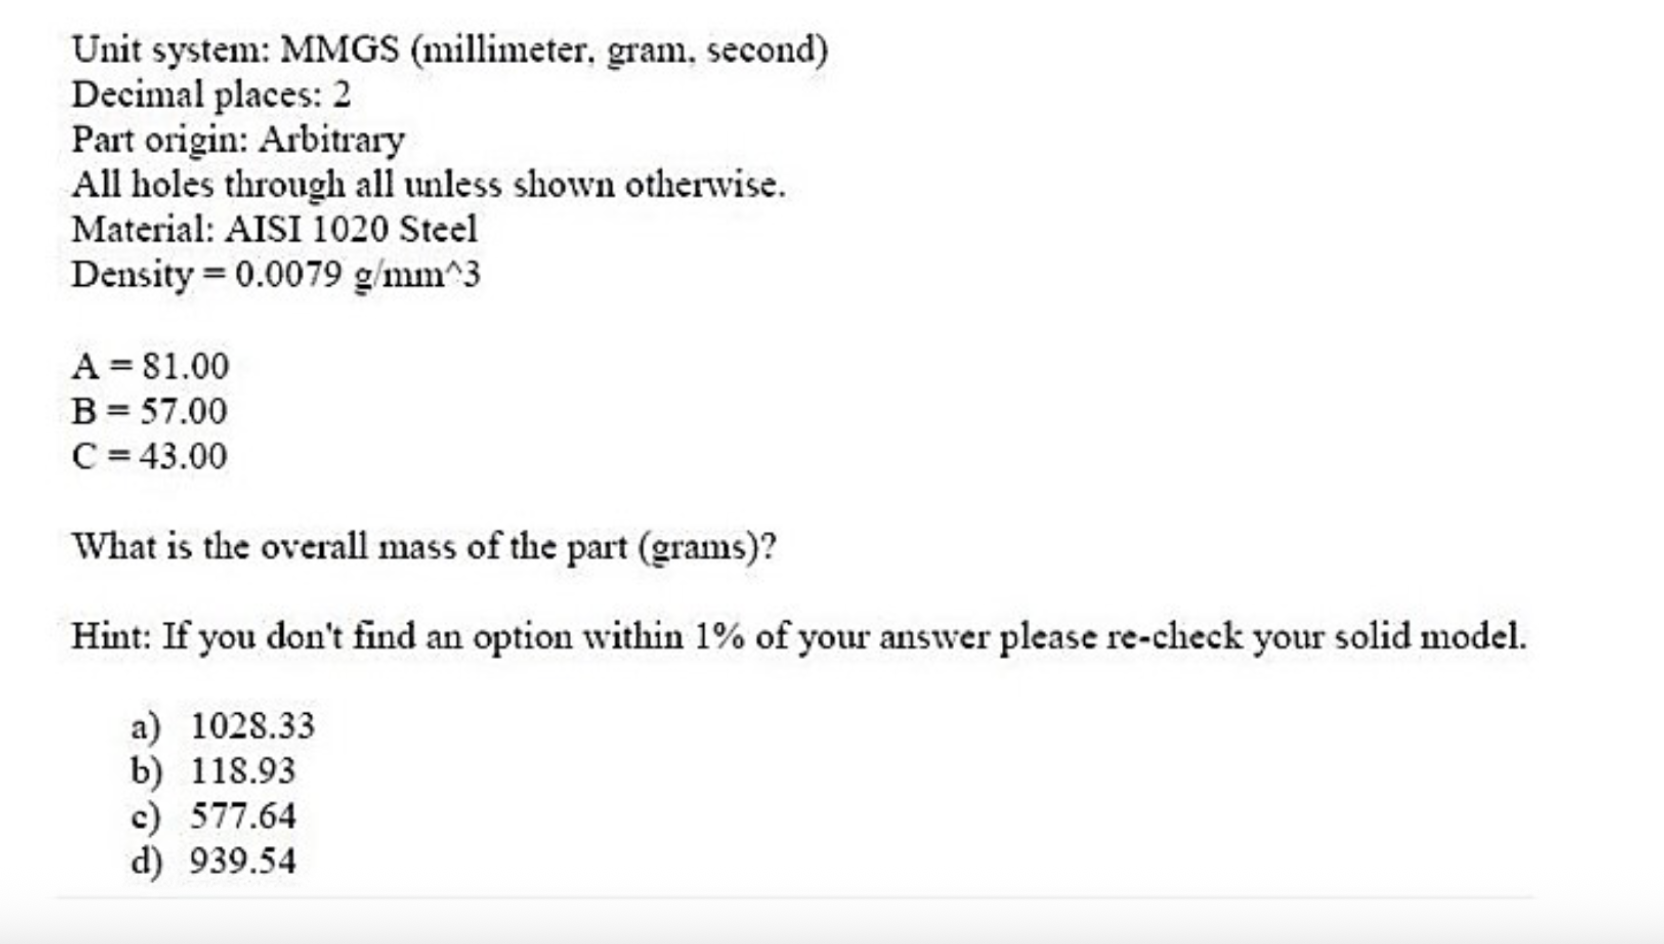 Unit system: MMGS (millimeter, gram, second)
Decimal places: 2
Part origin: Arbitrary
All holes through all unless shown otherwise.
Material: AISI 1020 Steel
Density = 0.0079 g/mm^3
A = 81.00
B = 57.00
C = 43.00
What is the overall mass of the part (grams)?
Hint: If you don't find an option within 1% of your answer please re-check your solid model.
a) 1028.33
b) 118.93
c) 577.64
d) 939.54